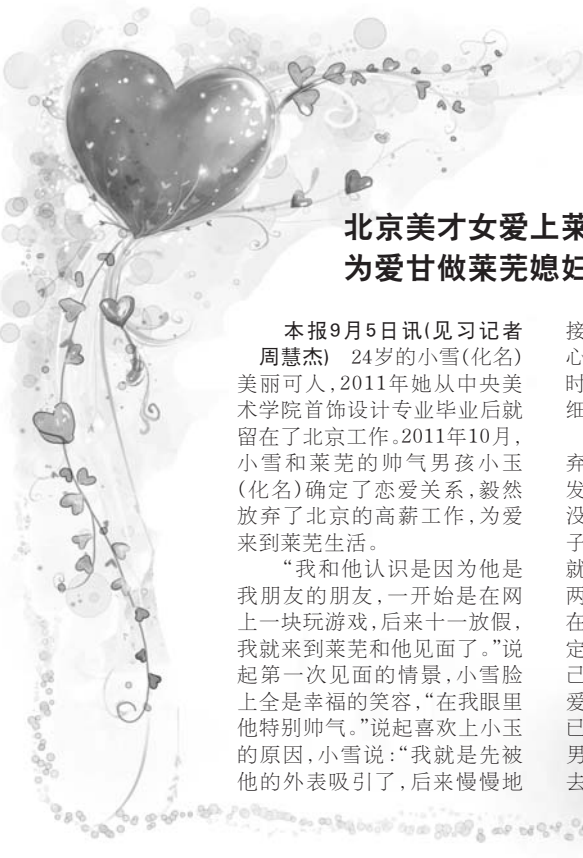 北京美才女爱上莱
为爱甘做莱芜媳妇
本报9月5日讯(见习记者
周慧杰) 24岁的小雪(化名)
美丽可人,2011年她从中央美
术学院首饰设计专业毕业后就
留在了北京工作。2011年10月,
小雪和莱芜的帅气男孩小玉
(化名)确定了恋爱关系,毅然
放弃了北京的高薪工作,为爱
来到莱芜生活。
“我和他认识是因为他是
我朋友的朋友,一开始是在网
上一块玩游戏,后来十一放假,
我就来到莱芜和他见面了。”说
起第一次见面的情景,小雪脸
上全是幸福的笑容,“在我眼里
他特别帅气。”说起喜欢上小玉
的原因,小雪说:“我就是先被
他的外表吸引了,后来慢慢地
接
心
时
细
弃
发
没
子
就
两
在
定
己
爱
已
男
去